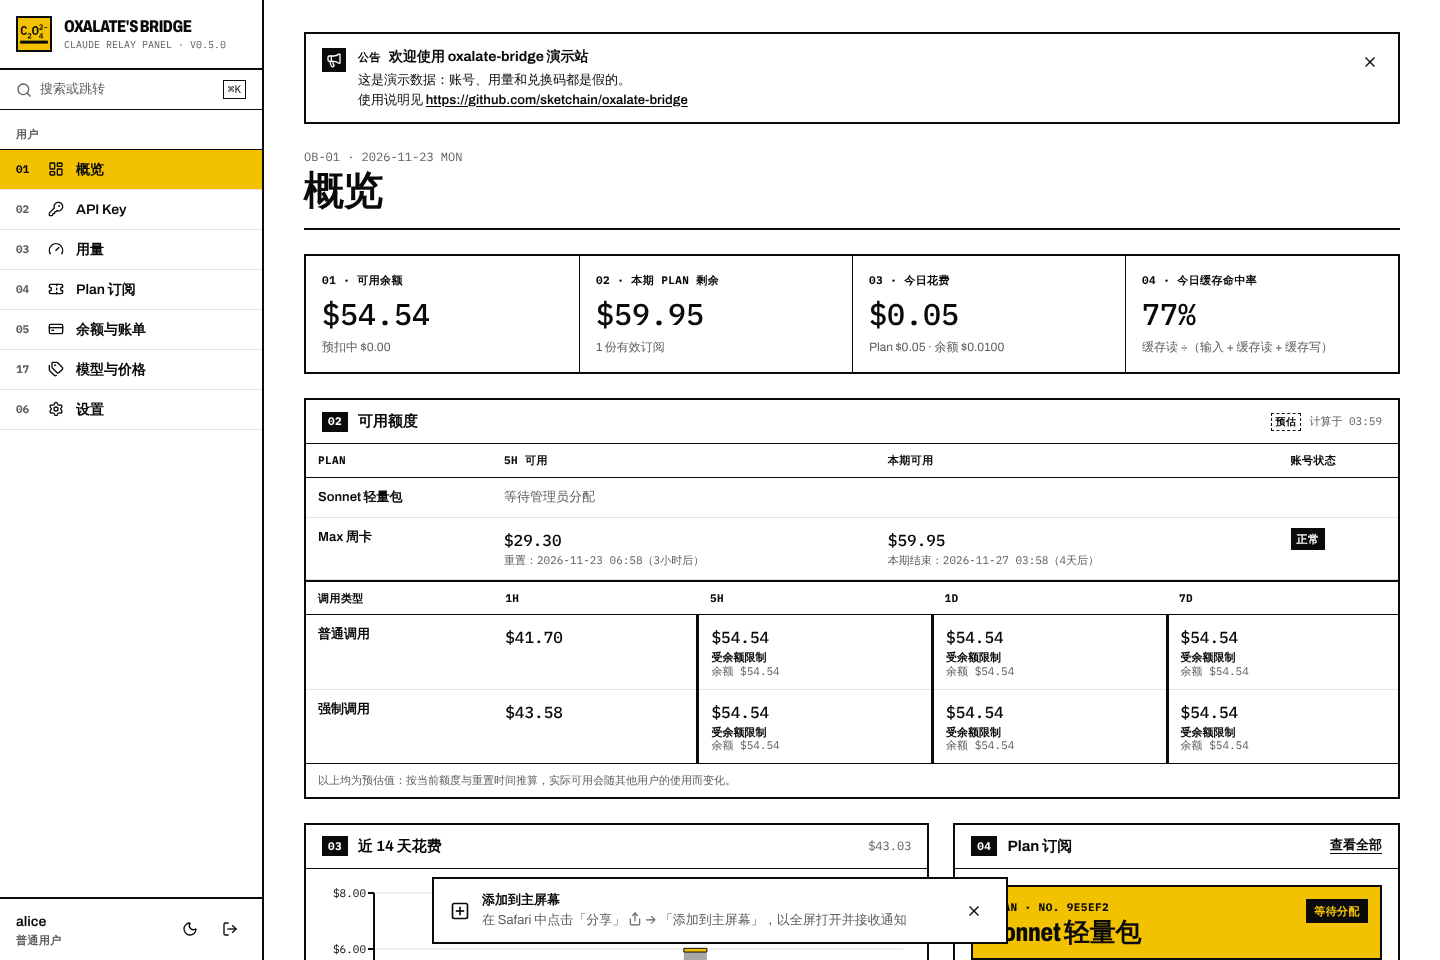 C₂O₄²⁻
OXALATE'S BRIDGE
CLAUDE RELAY PANEL · V0.5.0
搜索或跳转 ⌘K
用户
01 概览
02 API Key
03 用量
04 Plan 订阅
05 余额与账单
17 模型与价格
06 设置
alice
普通用户
公告 欢迎使用 oxalate-bridge 演示站
这是演示数据：账号、用量和兑换码都是假的。
使用说明见 https://github.com/sketchain/oxalate-bridge
OB-01 · 2026-11-23 MON
概览
01 · 可用余额
$54.54
预扣中 $0.00
02 · 本期 PLAN 剩余
$59.95
1 份有效订阅
03 · 今日花费
$0.05
Plan $0.05 · 余额 $0.0100
04 · 今日缓存命中率
77%
缓存读 ÷（输入 + 缓存读 + 缓存写）
02 可用额度 预估 计算于 03:59
PLAN 5H 可用 本期可用 账号状态
Sonnet 轻量包 等待管理员分配
Max 周卡 $29.30 $59.95 正常
重置：2026-11-23 06:58（3小时后） 本期结束：2026-11-27 03:58（4天后）
调用类型 1H 5H 1D 7D
普通调用 $41.70 $54.54 $54.54 $54.54
受余额限制 受余额限制 受余额限制
余额 $54.54 余额 $54.54 余额 $54.54
强制调用 $43.58 $54.54 $54.54 $54.54
受余额限制 受余额限制 受余额限制
余额 $54.54 余额 $54.54 余额 $54.54
以上均为预估值：按当前额度与重置时间推算，实际可用会随其他用户的使用而变化。
03 近 14 天花费 $43.03
$8.00
$6.00
04 Plan 订阅 查看全部
AN · NO. 9E5EF2 等待分配
onnet 轻量包
添加到主屏幕
在 Safari 中点击「分享」 → 「添加到主屏幕」，以全屏打开并接收通知